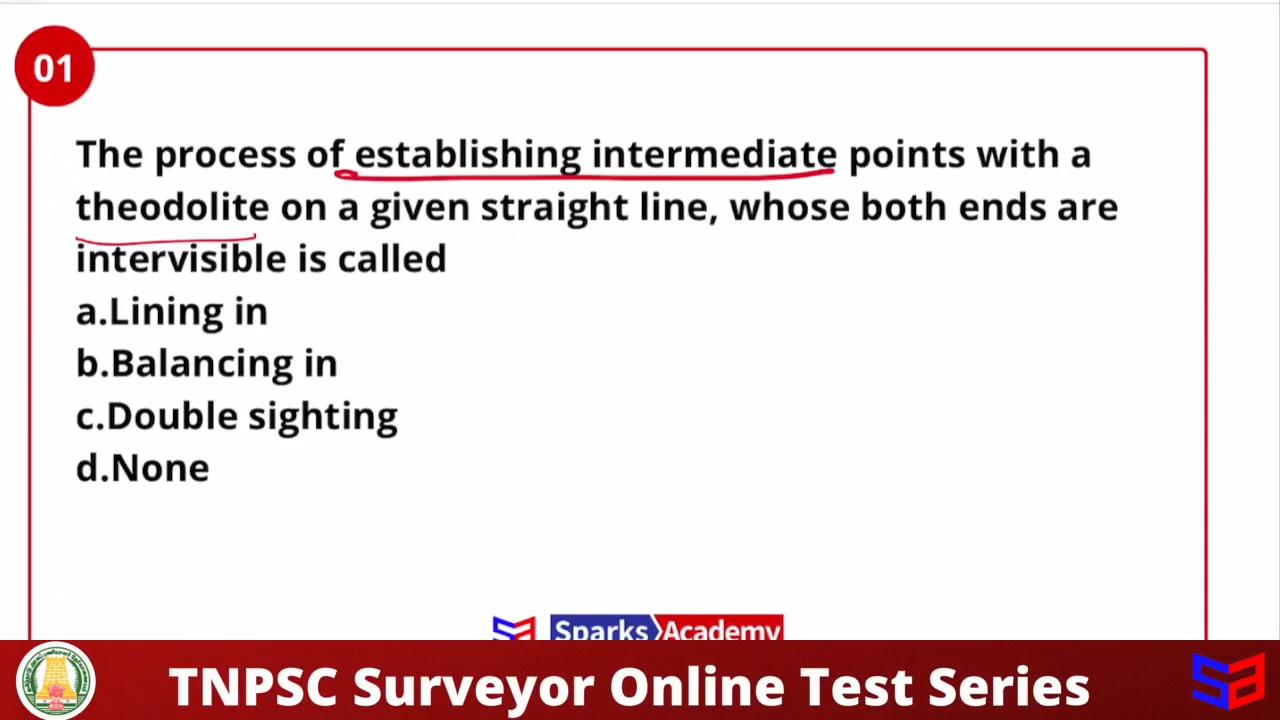 01
The process of establishing intermediate points with a
theodolite on a given straight line, whose both ends are
intervisible is called
a.Lining in
b.Balancing in
c.Double sighting
d.None
Sparks Academy
TNPSC Surveyor Online Test Series